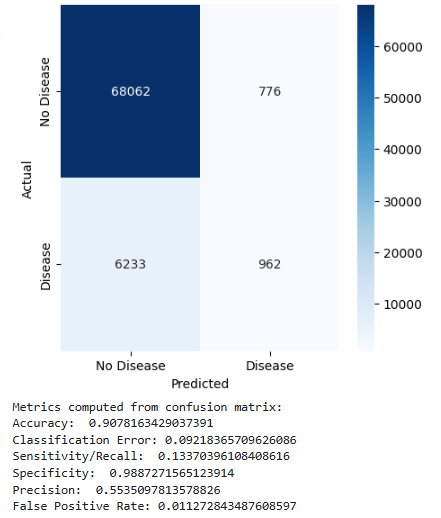 No Disease
68062
776
60000
50000
40000
Actual
30000
20000
Disease
6233
962
10000
No Disease
Disease
Predicted
Metrics computed from confusion matrix:
Accuracy:  0.9078163429037391
Classification Error: 0.09218365709626086
Sensitivity/Recall:  0.13370396108408616
Specificity:  0.9887271565123914
Precision:  0.5535097813578826
False Positive Rate: 0.011272843487608597